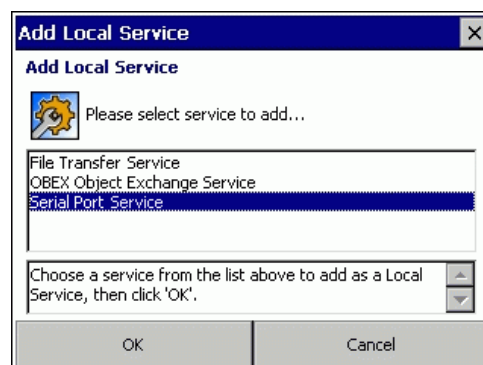 Add Local Service
Add Local Service
Please select service to add...
File Transfer Service
OBEX Object Exchange Service
Serial Port Service
Choose a service from the list above to add as a Local
Service, then click 'OK'.
OK
Cancel